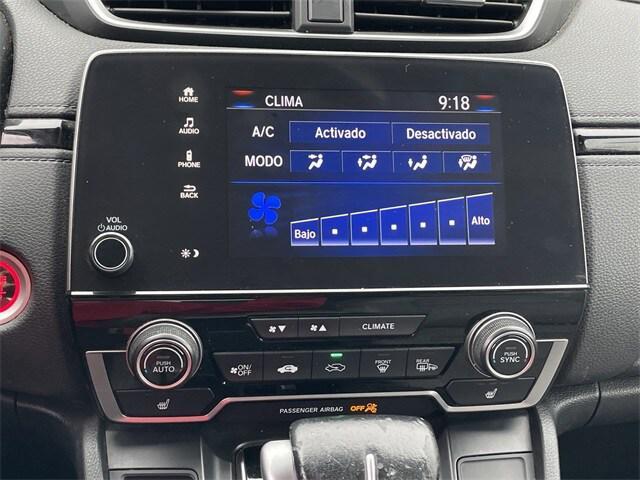 HOME
CLIMA 9:18
AUDIO
A/C Activado Desactivado
PHONE
MODO
BACK
VOL
AUDIO
Bajo Alto
CLIMATE
PUSH AUTO
ON/OFF
FRONT
REAR
PUSH SYNC
PASSENGER AIRBAG OFF